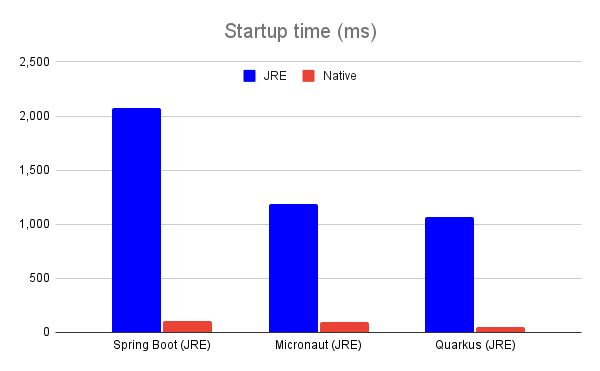 Startup time (ms)
2,500
JRE Native
2,000
1,500
1,000
500
0
Spring Boot (JRE) Micronaut (JRE) Quarkus (JRE)